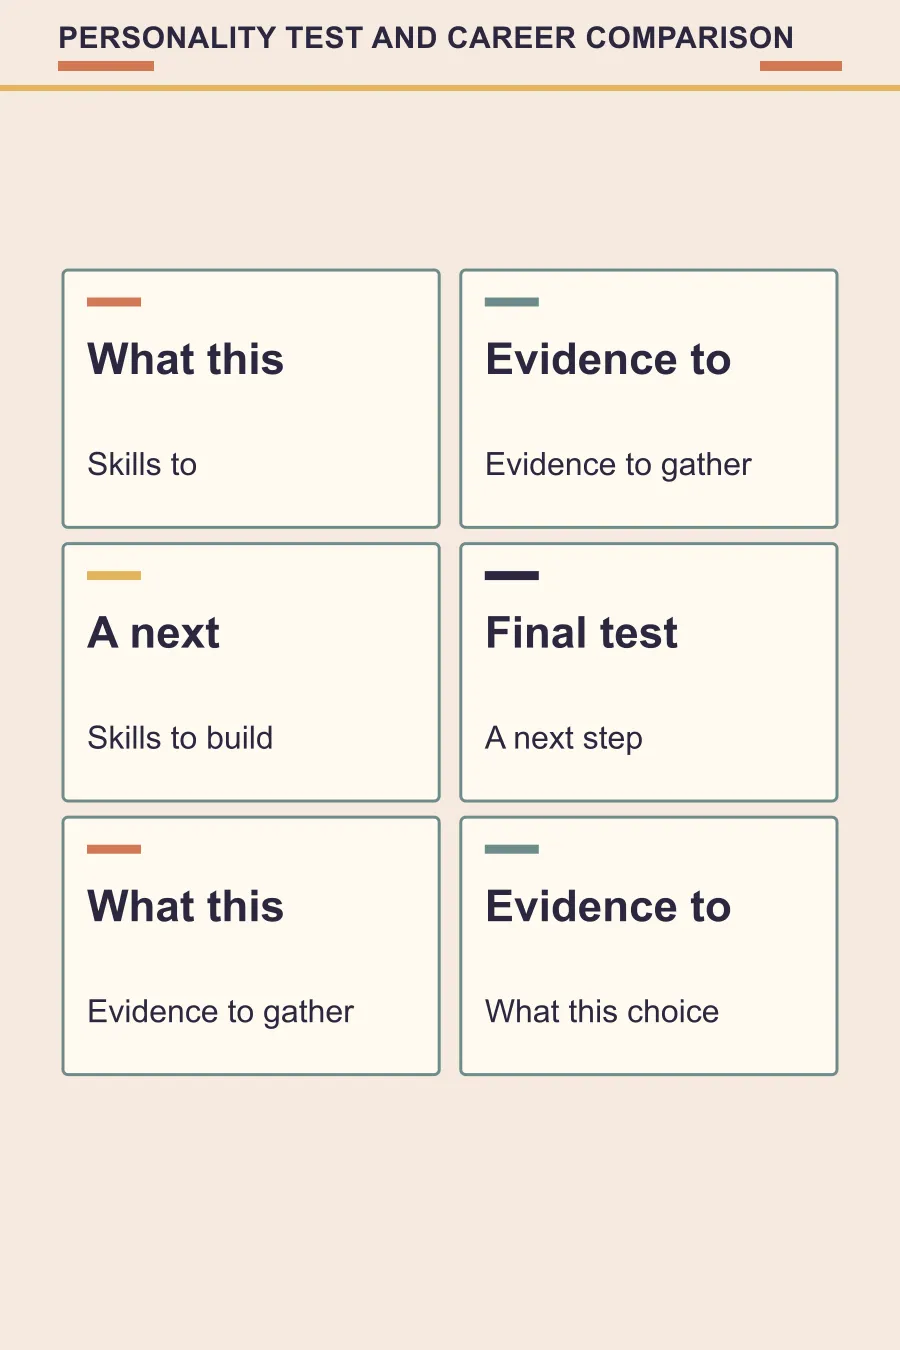 PERSONALITY TEST AND CAREER COMPARISON
What this
Skills to
Evidence to
Evidence to gather
A next
Skills to build
Final test
A next step
What this
Evidence to gather
Evidence to
What this choice